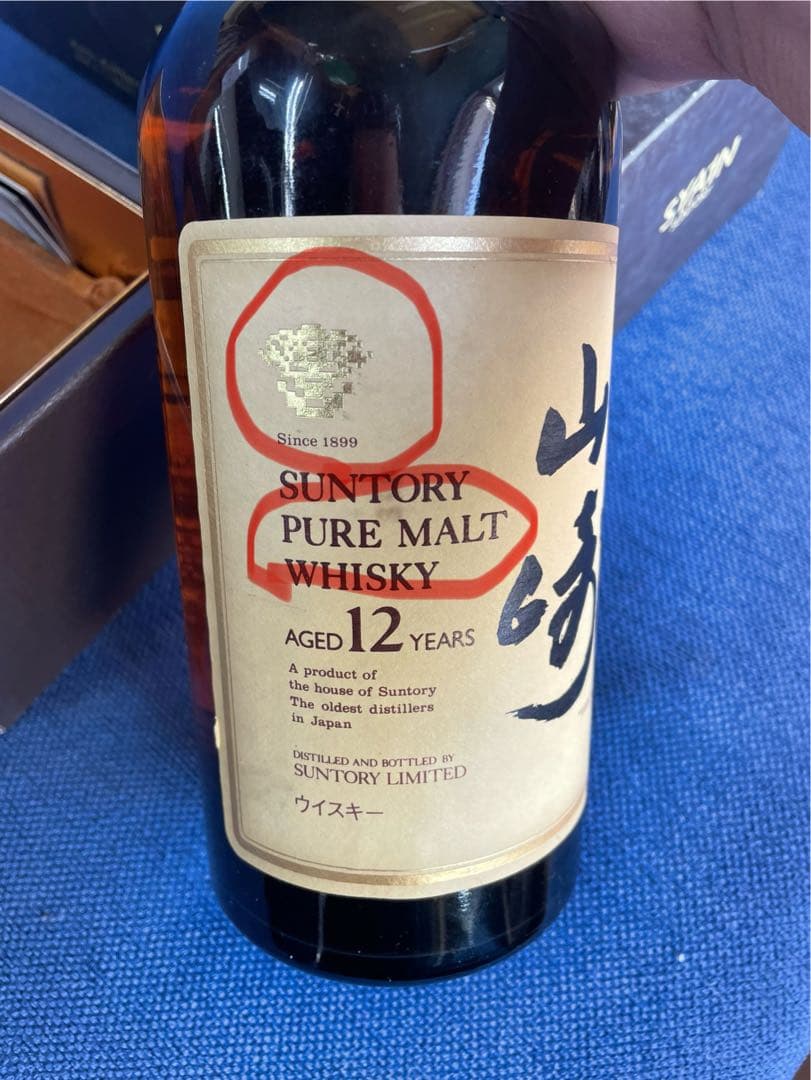 Since 1899
SUNTORY
PURE MALT
WHISKY
AGED 12 YEARS
A product of
the house of Suntory
The oldest distillers
in Japan
DISTILLED AND BOTTLED BY
SUNTORY LIMITED
ウイスキー
山崎